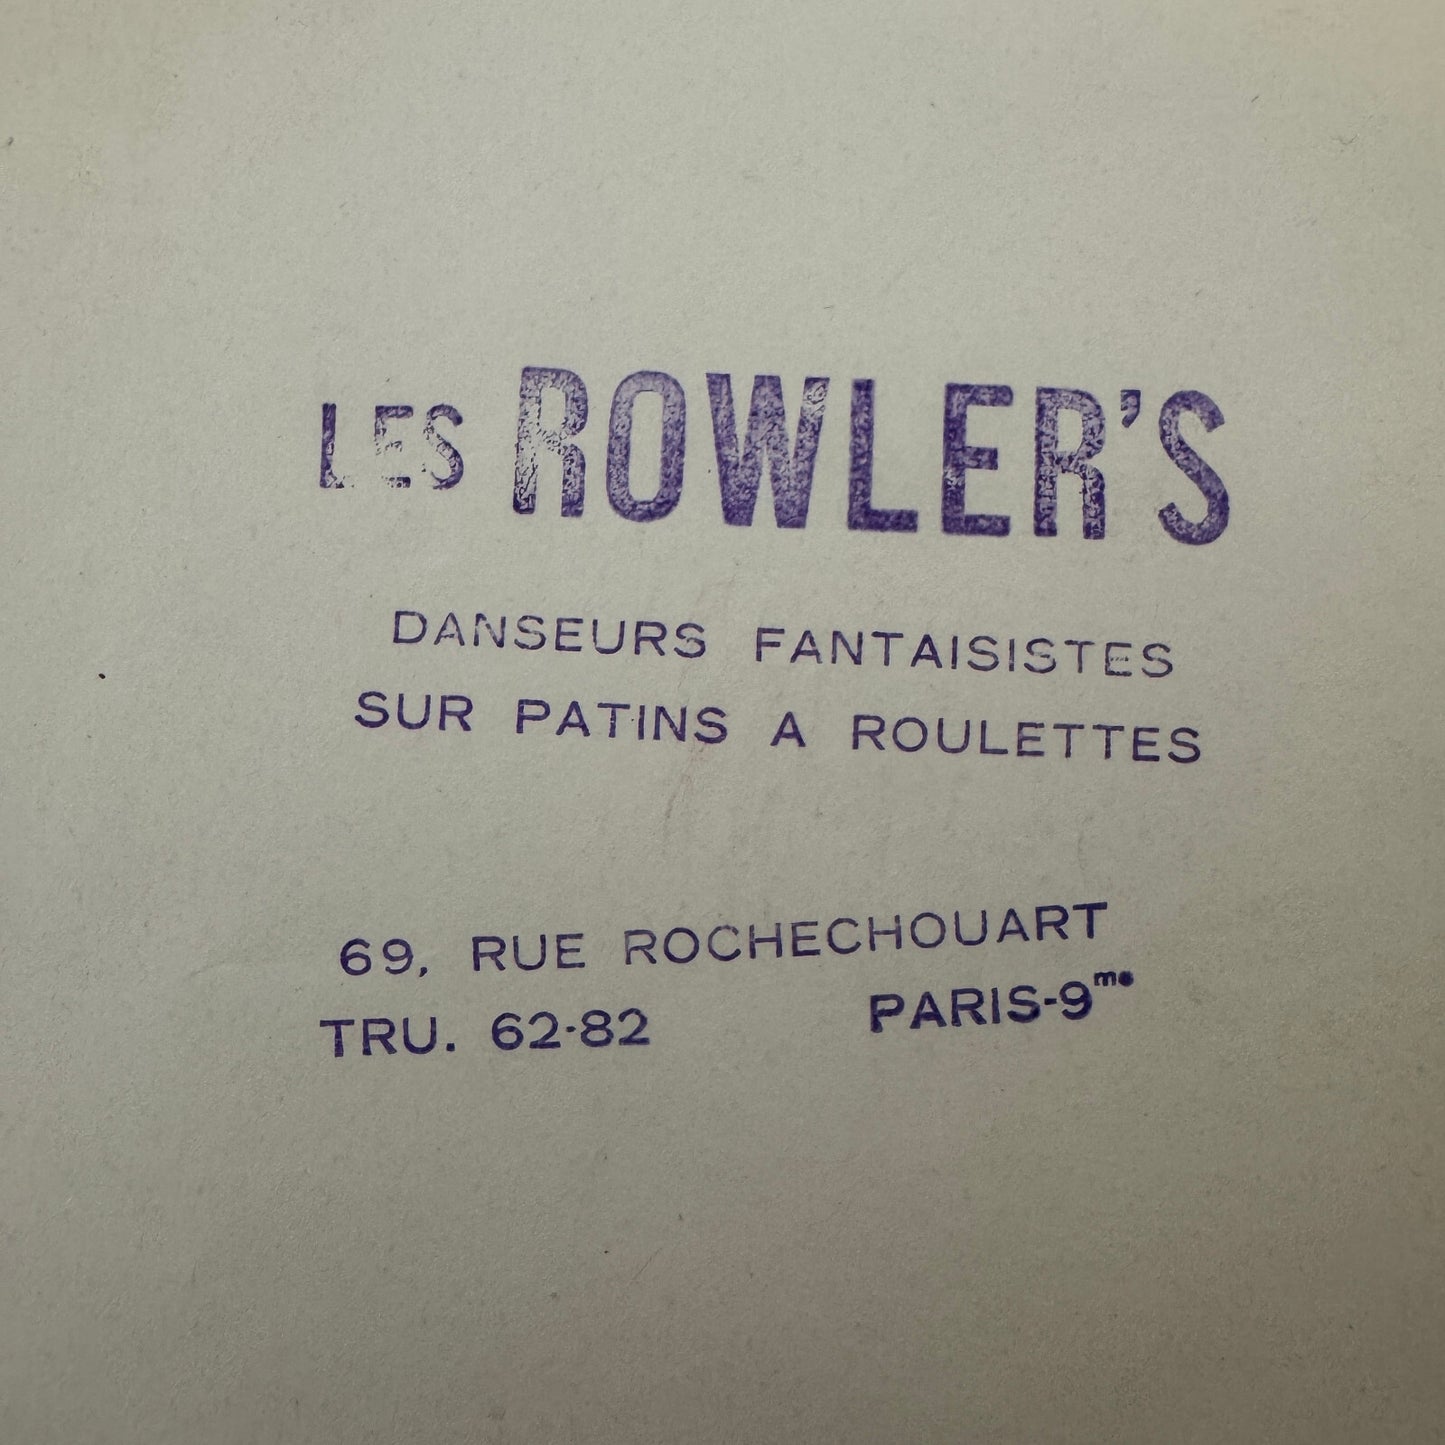 LES ROWLER'S
DANSEURS FANTAISISTES
SUR PATINS A ROULETTES
69, RUE ROCHECHOUART
TRU. 62-82 PARIS-9me